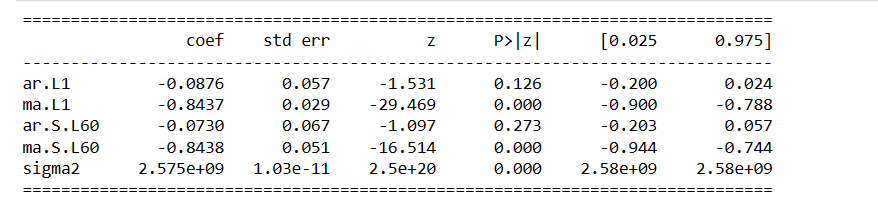 ==============================================================================
                 coef    std err          z      P>|z|      [0.025      0.975]
------------------------------------------------------------------------------
ar.L1         -0.0876      0.057     -1.531      0.126      -0.200       0.024
ma.L1         -0.8437      0.029    -29.469      0.000      -0.900      -0.788
ar.S.L60      -0.0730      0.067     -1.097      0.273      -0.203       0.057
ma.S.L60      -0.8438      0.051    -16.514      0.000      -0.944      -0.744
sigma2      2.575e+09   1.03e-11    2.5e+20      0.000    2.58e+09    2.58e+09
==============================================================================